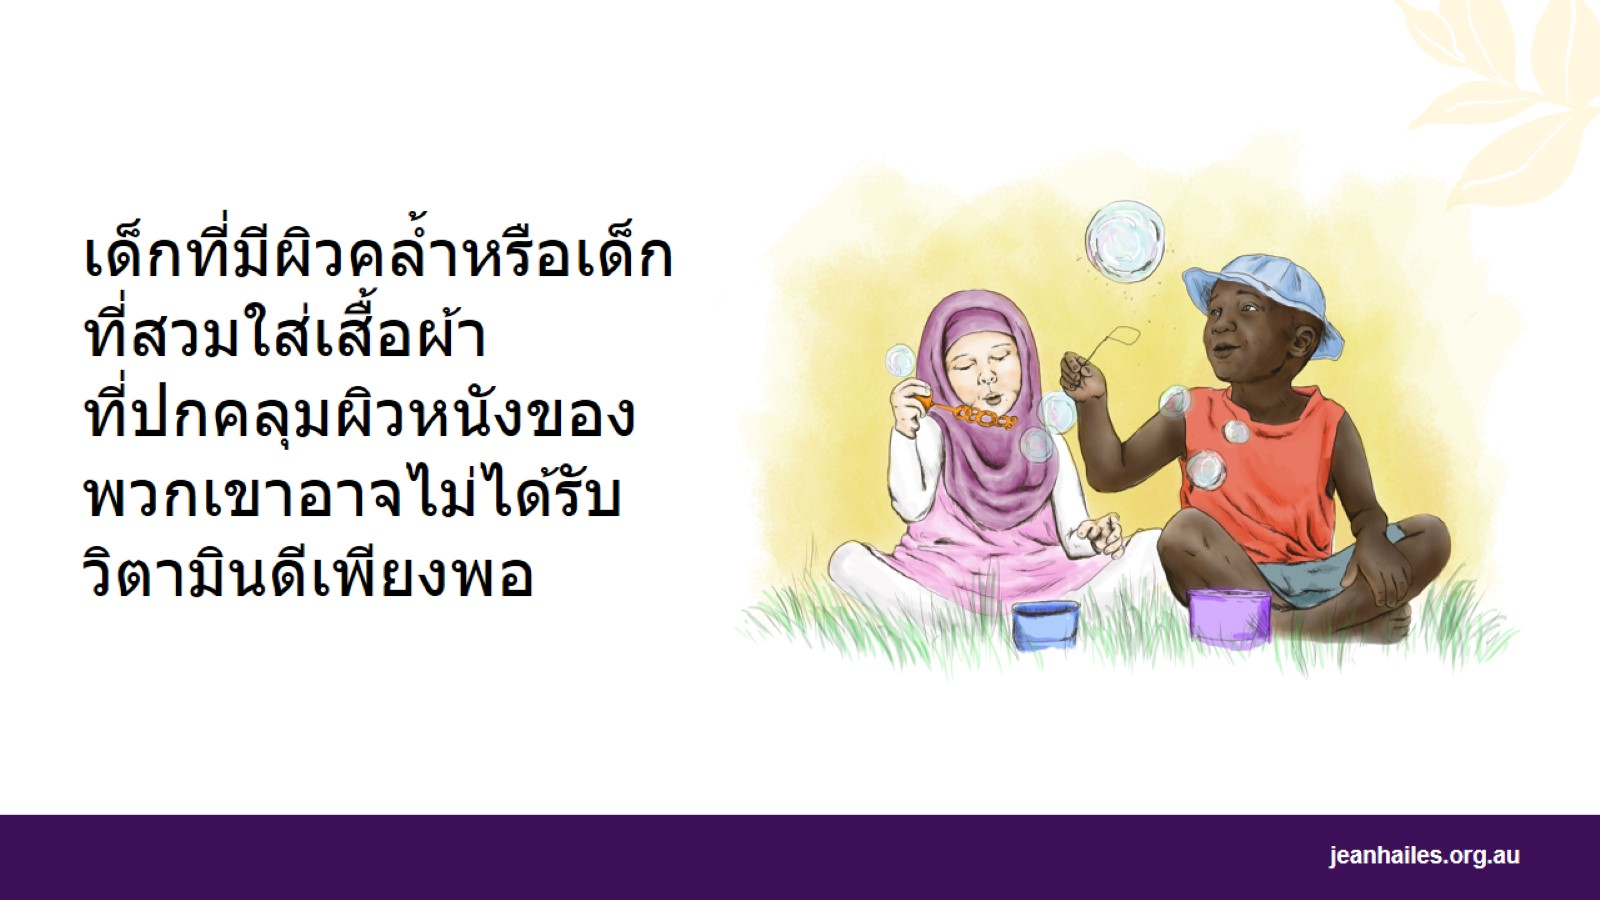 เด็กที่มีผิวคล้ำหรือเด็ก
ที่สวมใส่เสื้อผ้า
ที่ปกคลุมผิวหนังของ
พวกเขาอาจไม่ได้รับ
วิตามินดีเพียงพอ
jeanhailes.org.au